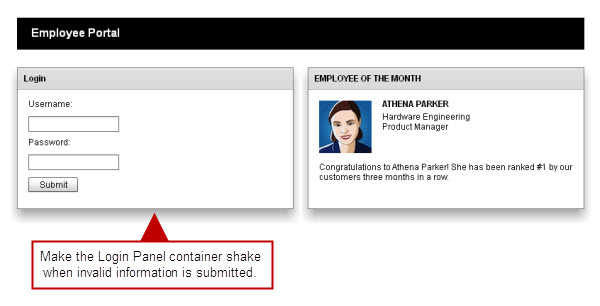 Employee Portal
Login
Username:
Password:
Submit
EMPLOYEE OF THE MONTH
ATHENA PARKER
Hardware Engineering
Product Manager
Congratulations to Athena Parker! She has been ranked #1 by our
customers three months in a row.
Make the Login Panel container shake
when invalid information is submitted.